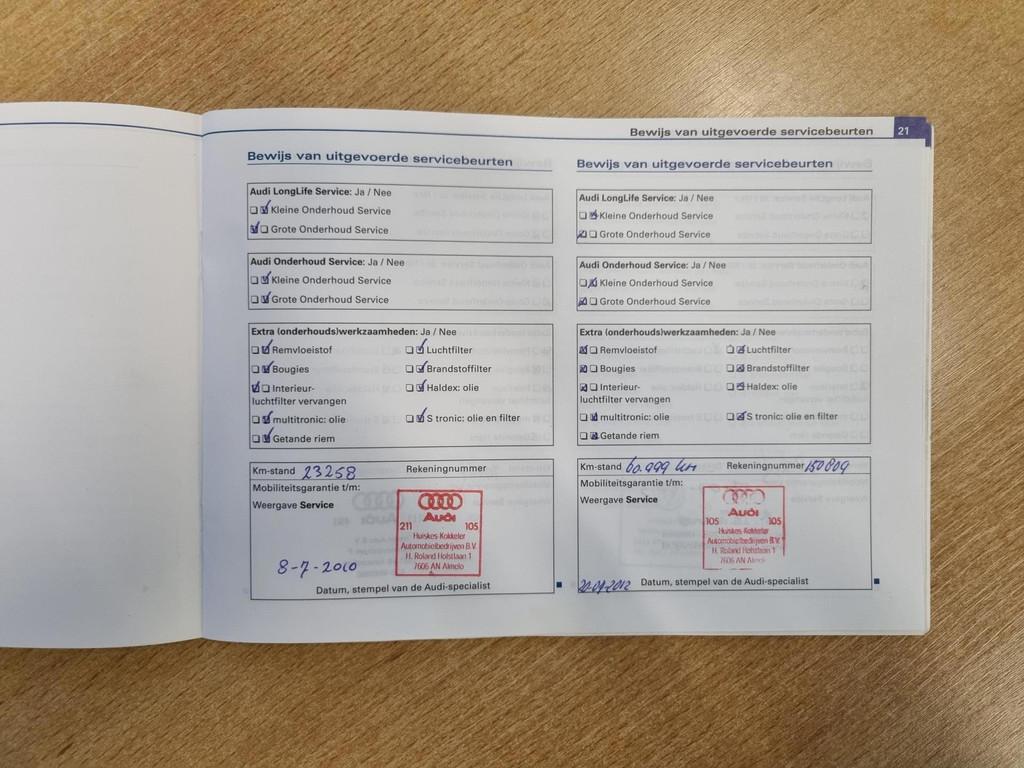 Bewijs van uitgevoerde servicebeurten 21
Bewijs van uitgevoerde servicebeurten
Audi LongLife Service: Ja / Nee
Kleine Onderhoud Service
Grote Onderhoud Service
Audi Onderhoud Service: Ja / Nee
Kleine Onderhoud Service
Grote Onderhoud Service
Extra (onderhouds)werkzaamheden: Ja / Nee
Remvloeistof Luchtfilter
Bougies Brandstoffilter
Interieur- Haldex: olie
luchtfilter vervangen
multitronic: olie S tronic: olie en filter
Getande riem
Km-stand 23258 Rekeningnummer
Mobiliteitsgarantie t/m:
Weergave Service
Audi
211 105
Huiskes-Kokkeler
Automobielbedrijven B.V.
H. Roland Holstlaan 1
7606 AN Almelo
8-7-2010
Datum, stempel van de Audi-specialist
Bewijs van uitgevoerde servicebeurten
Audi LongLife Service: Ja / Nee
Kleine Onderhoud Service
Grote Onderhoud Service
Audi Onderhoud Service: Ja / Nee
Kleine Onderhoud Service
Grote Onderhoud Service
Extra (onderhouds)werkzaamheden: Ja / Nee
Remvloeistof Luchtfilter
Bougies Brandstoffilter
Interieur- Haldex: olie
luchtfilter vervangen
multitronic: olie S tronic: olie en filter
Getande riem
Km-stand 60.999 km Rekeningnummer 150809
Mobiliteitsgarantie t/m:
Weergave Service
Audi
105 105
Huiskes-Kokkeler
Automobielbedrijven B.V.
H. Roland Holstlaan 1
7606 AN Almelo
Datum, stempel van de Audi-specialist